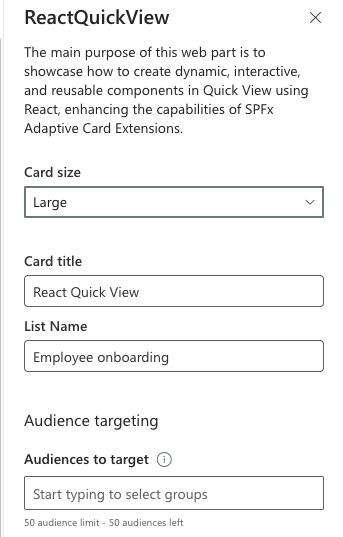 ReactQuickView
The main purpose of this web part is to
showcase how to create dynamic, interactive,
and reusable components in Quick View using
React, enhancing the capabilities of SPFx
Adaptive Card Extensions.
Card size
Large
Card title
React Quick View
List Name
Employee onboarding
Audience targeting
Audiences to target
Start typing to select groups
50 audience limit - 50 audiences left